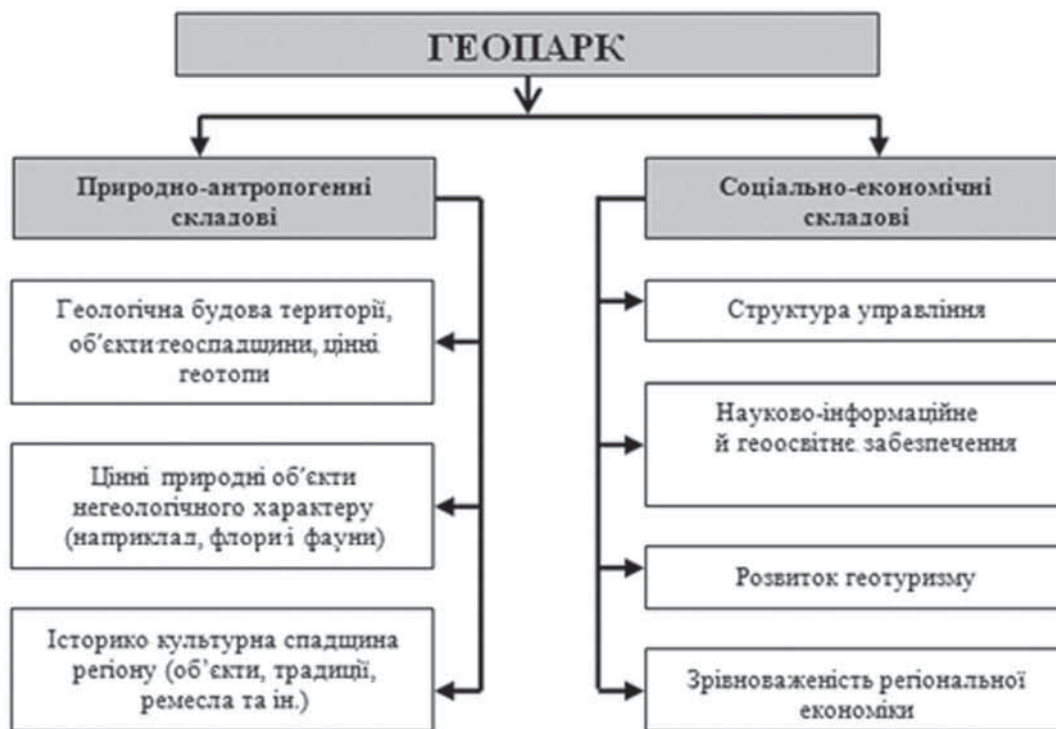 ГЕОПАРК
Природно-антропогенні
складові
Геологічна будова території,
об'єкти геоспадщини, цінні
геотопи
Цінні природні об'єкти
негеологічного характеру
(наприклад, флори і фауни)
Історико культурна спадщина
регіону (об'єкти, традиції,
ремесла та ін.)
Соціально-економічні
складові
Структура управління
Науково-інформаційне
й геоосвітнє забезпечення
Розвиток геотуризму
Зрівноваженість регіональної
економіки